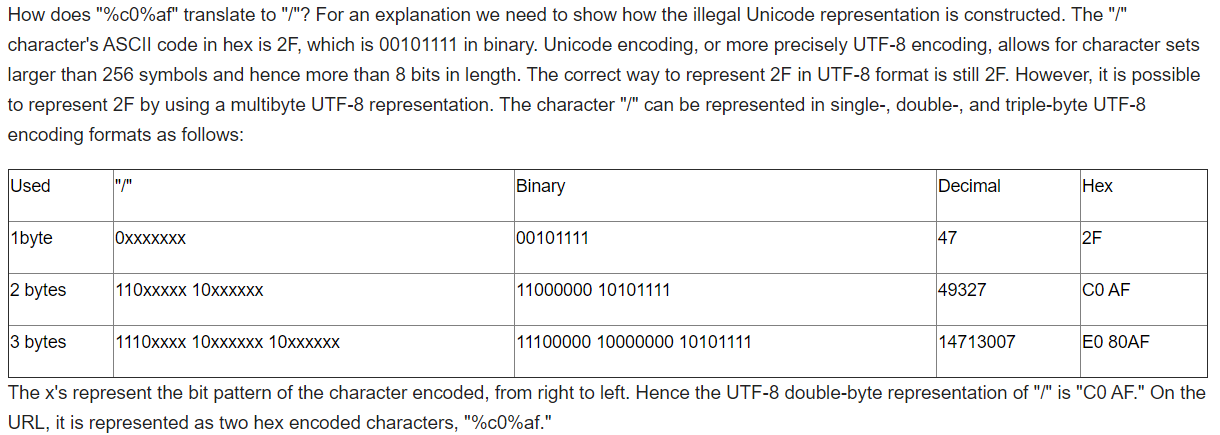 How does "%c0%af" translate to "/"? For an explanation we need to show how the illegal Unicode representation is constructed. The "/"
character's ASCII code in hex is 2F, which is 00101111 in binary. Unicode encoding, or more precisely UTF-8 encoding, allows for character sets
larger than 256 symbols and hence more than 8 bits in length. The correct way to represent 2F in UTF-8 format is still 2F. However, it is possible
to represent 2F by using a multibyte UTF-8 representation. The character "/" can be represented in single-, double-, and triple-byte UTF-8
encoding formats as follows:
Used "/" Binary Decimal Hex
1byte 0xxxxxxx 00101111 47 2F
2 bytes 110xxxxx 10xxxxxx 11000000 10101111 49327 C0 AF
3 bytes 1110xxxx 10xxxxxx 10xxxxxx 11100000 10000000 10101111 14713007 E0 80AF
The x's represent the bit pattern of the character encoded, from right to left. Hence the UTF-8 double-byte representation of "/" is "C0 AF." On the
URL, it is represented as two hex encoded characters, "%c0%af."